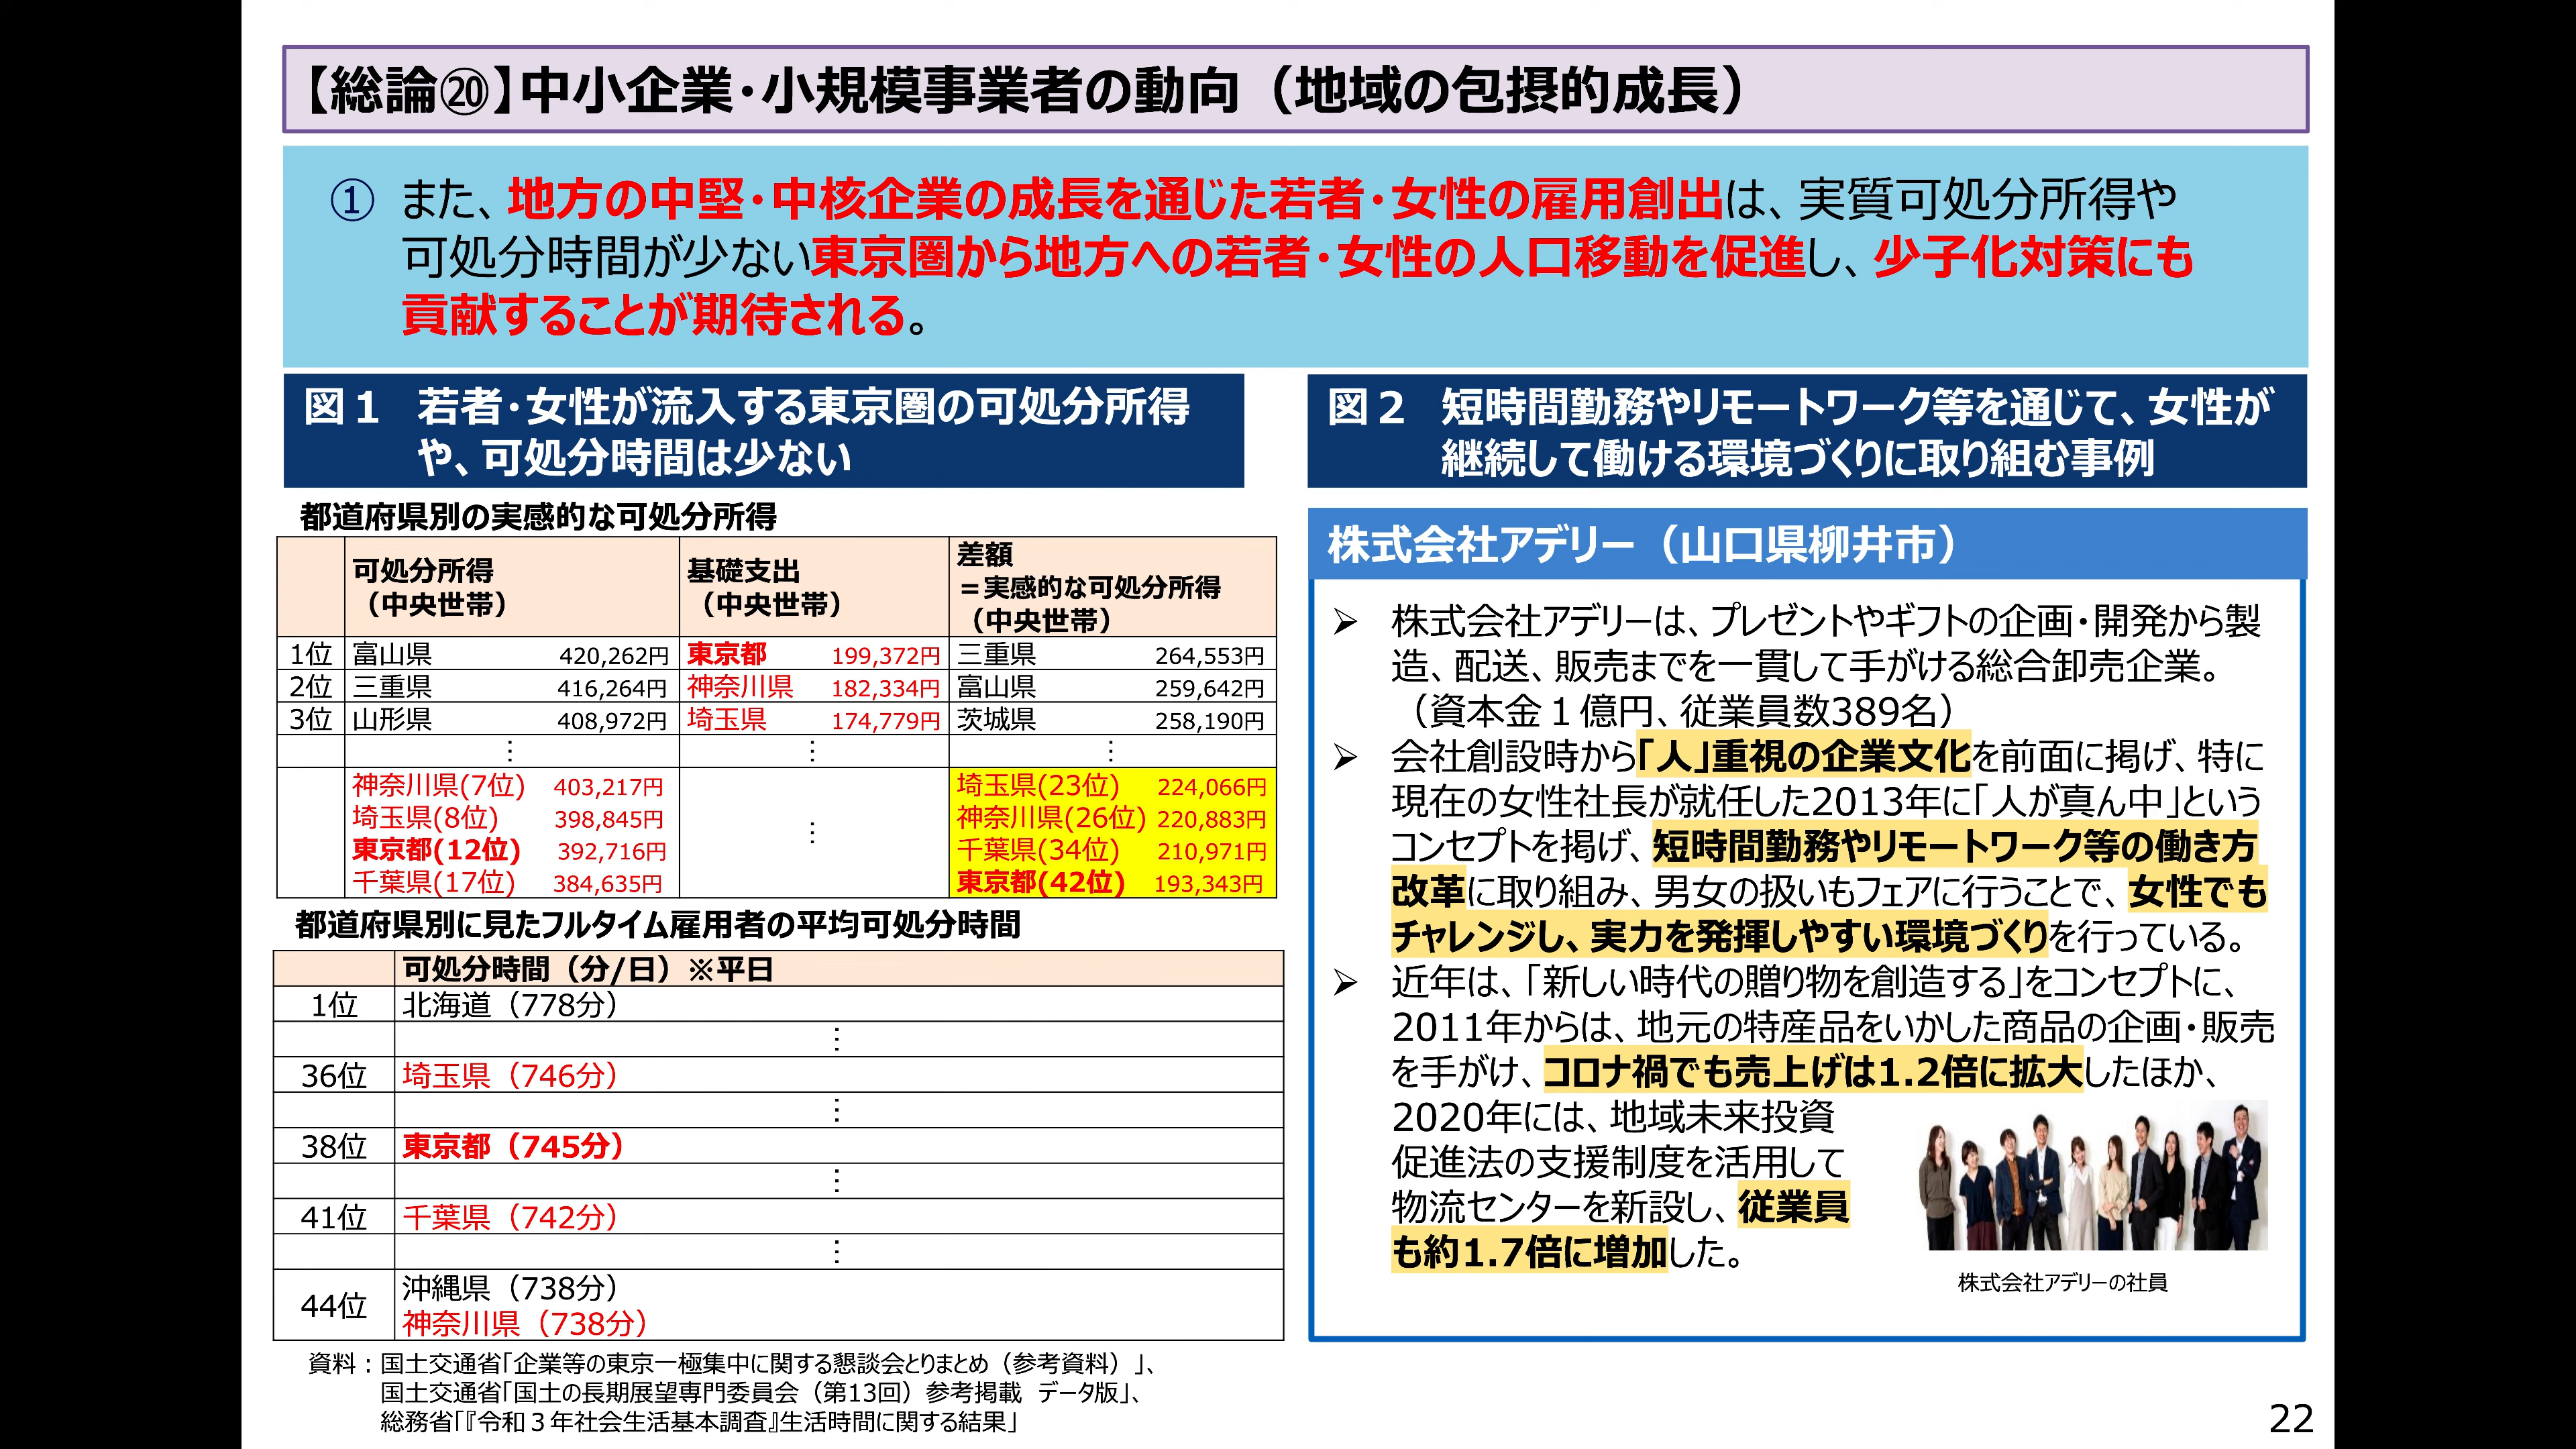 【総論⑳】中小企業・小規模事業者の動向（地域の包摂的成長）
① また、地方の中堅・中核企業の成長を通じた若者・女性の雇用創出は、実質可処分所得や
可処分時間が少ない東京圏から地方への若者・女性の人口移動を促進し、少子化対策にも
貢献することが期待される。
図１ 若者・女性が流入する東京圏の可処分所得
や、可処分時間は少ない
都道府県別の実感的な可処分所得
可処分所得
（中央世帯）
基礎支出
（中央世帯）
差額
＝実感的な可処分所得
（中央世帯）
1位 富山県 420,262円 東京都 199,372円 三重県 264,553円
2位 三重県 416,264円 神奈川県 182,334円 富山県 259,642円
3位 山形県 408,972円 埼玉県 174,779円 茨城県 258,190円
⋮ ⋮ ⋮
神奈川県(7位) 403,217円 埼玉県(23位) 224,066円
埼玉県(8位) 398,845円 神奈川県(26位) 220,883円
東京都(12位) 392,716円 ⋮ 千葉県(34位) 210,971円
千葉県(17位) 384,635円 東京都(42位) 193,343円
都道府県別に見たフルタイム雇用者の平均可処分時間
可処分時間（分/日）※平日
1位 北海道（778分）
⋮
36位 埼玉県（746分）
⋮
38位 東京都（745分）
⋮
41位 千葉県（742分）
⋮
44位 沖縄県（738分）
神奈川県（738分）
資料：国土交通省「企業等の東京一極集中に関する懇談会とりまとめ（参考資料）」、
国土交通省「国土の長期展望専門委員会（第13回）参考掲載 データ版」、
総務省「『令和３年社会生活基本調査』生活時間に関する結果」
図２ 短時間勤務やリモートワーク等を通じて、女性が
継続して働ける環境づくりに取り組む事例
株式会社アデリー（山口県柳井市）
➢ 株式会社アデリーは、プレゼントやギフトの企画・開発から製
造、配送、販売までを一貫して手がける総合卸売企業。
（資本金１億円、従業員数389名）
➢ 会社創設時から「人」重視の企業文化を前面に掲げ、特に
現在の女性社長が就任した2013年に「人が真ん中」という
コンセプトを掲げ、短時間勤務やリモートワーク等の働き方
改革に取り組み、男女の扱いもフェアに行うことで、女性でも
チャレンジし、実力を発揮しやすい環境づくりを行っている。
➢ 近年は、「新しい時代の贈り物を創造する」をコンセプトに、
2011年からは、地元の特産品をいかした商品の企画・販売
を手がけ、コロナ禍でも売上げは1.2倍に拡大したほか、
2020年には、地域未来投資
促進法の支援制度を活用して
物流センターを新設し、従業員
も約1.7倍に増加した。
株式会社アデリーの社員
22